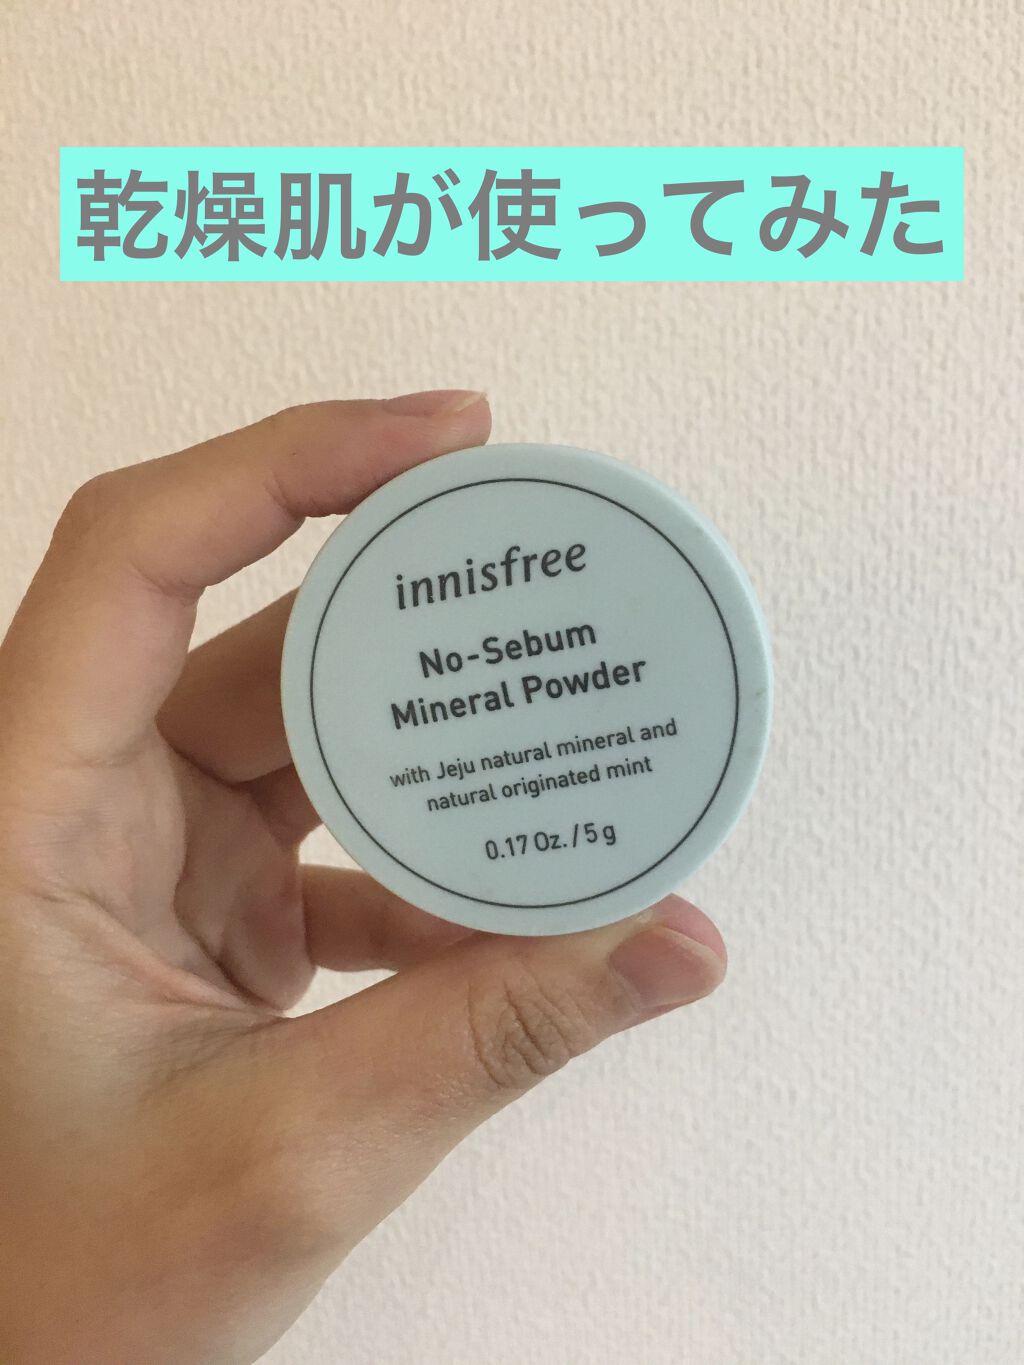 乾燥肌が使ってみた
innisfree
No-Sebum
Mineral Powder
with Jeju natural mineral and
natural originated mint
0.17 Oz. / 5 g